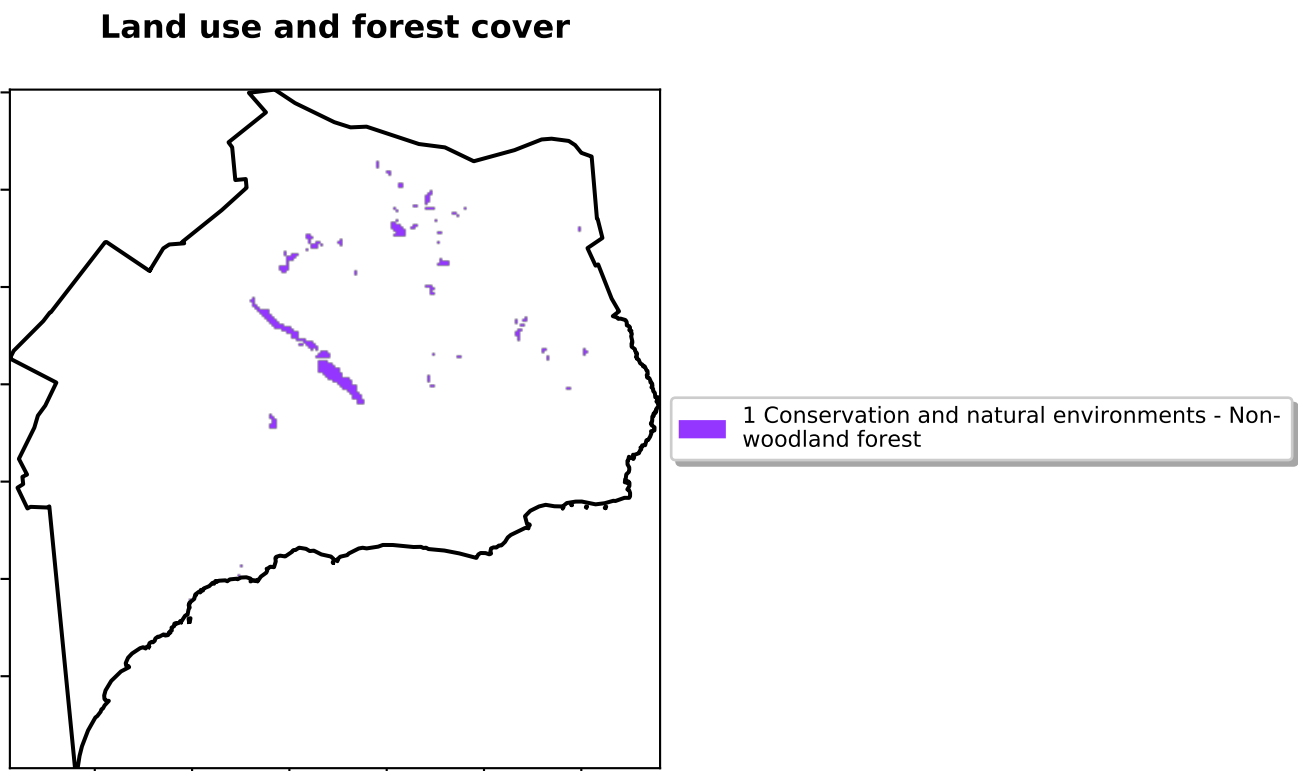 Land use and forest cover
1 Conservation and natural environments - Non-
woodland forest